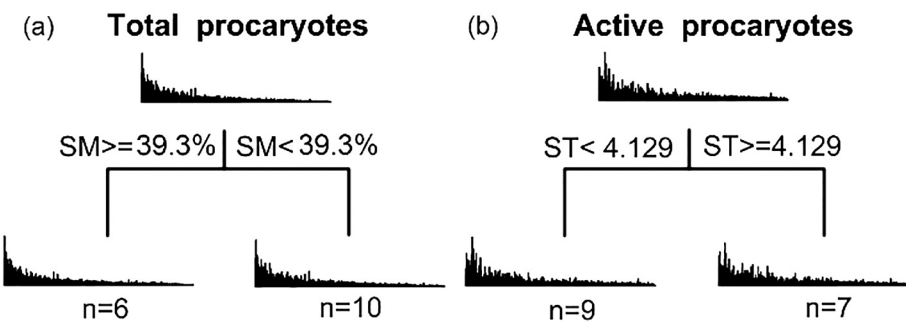 (a) Total procaryotes
SM>=39.3% SM<39.3%
n=6 n=10
(b) Active procaryotes
ST< 4.129 ST>=4.129
n=9 n=7